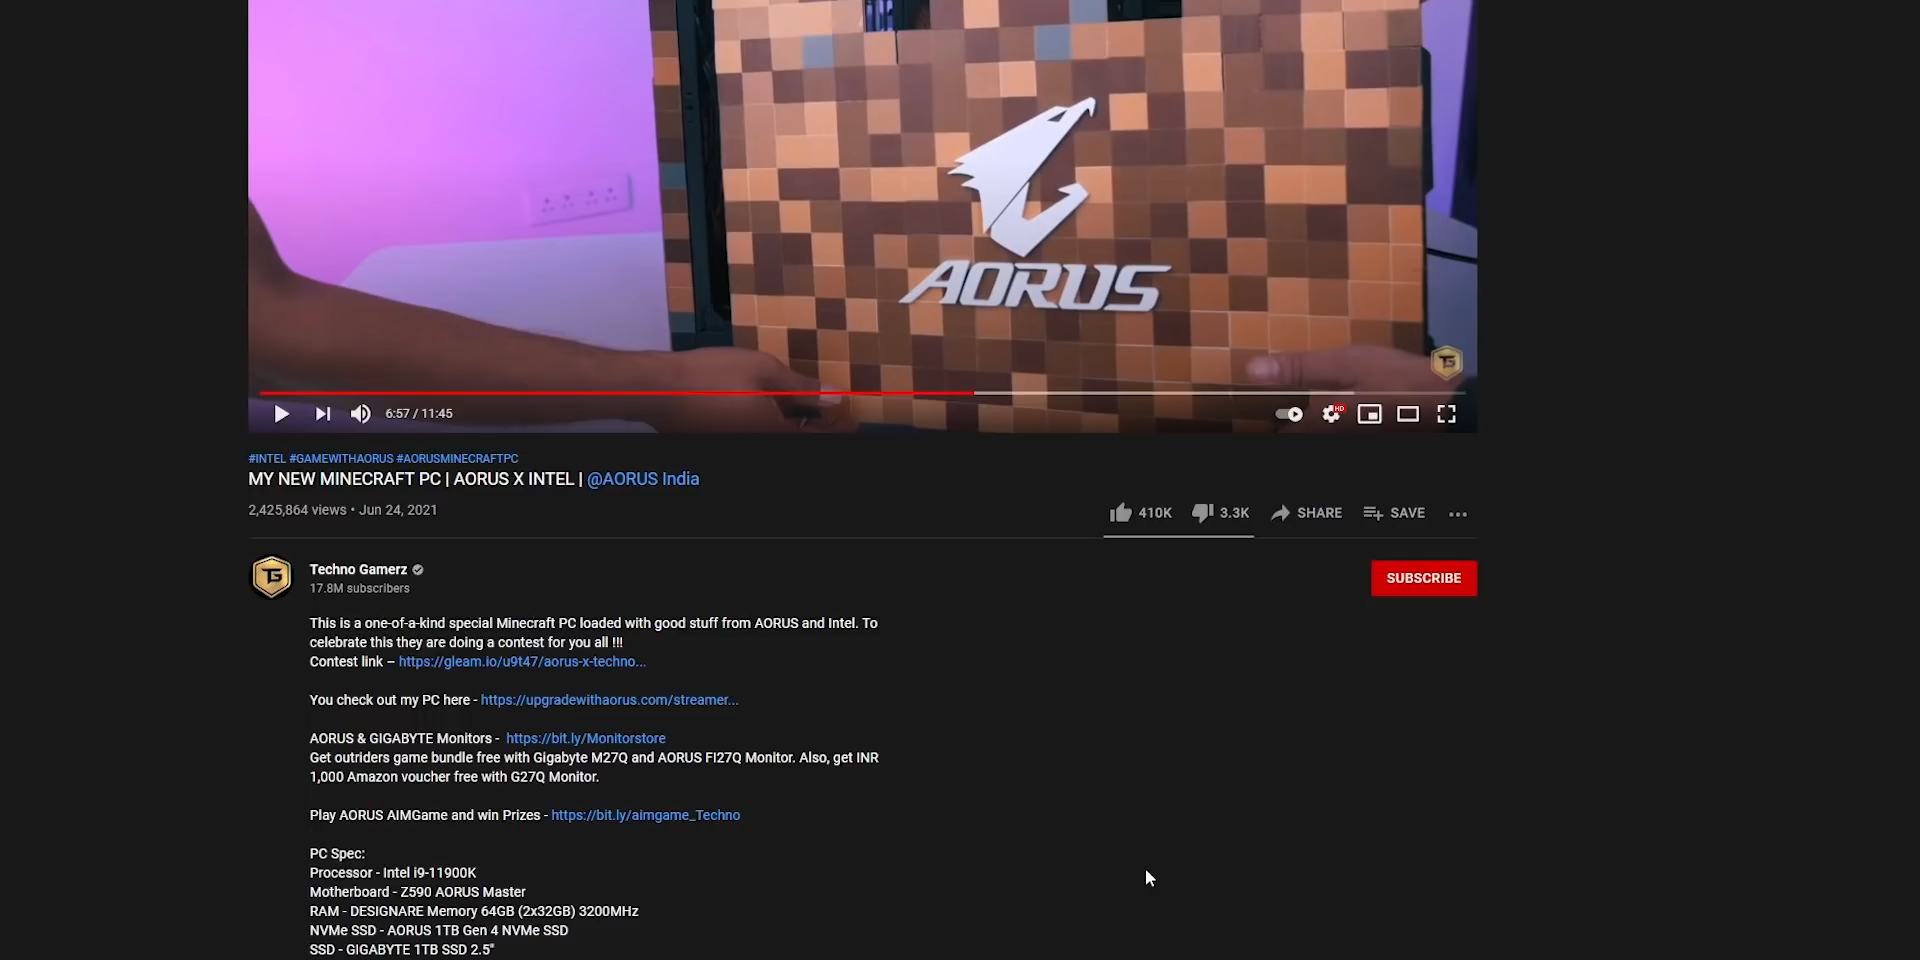 AORUS
TG
HD
6:57 / 11:45
#INTEL #GAMEWITHAORUS #AORUSMINECRAFTPC
MY NEW MINECRAFT PC | AORUS X INTEL | @AORUS India
2,425,864 views • Jun 24, 2021
410K 3.3K SHARE SAVE
TG
Techno Gamerz
17.8M subscribers
SUBSCRIBE
This is a one-of-a-kind special Minecraft PC loaded with good stuff from AORUS and Intel. To
celebrate this they are doing a contest for you all !!!
Contest link – https://gleam.io/u9t47/aorus-x-techno...
You check out my PC here - https://upgradewithaorus.com/streamer...
AORUS & GIGABYTE Monitors - https://bit.ly/Monitorstore
Get outriders game bundle free with Gigabyte M27Q and AORUS FI27Q Monitor. Also, get INR
1,000 Amazon voucher free with G27Q Monitor.
Play AORUS AIMGame and win Prizes - https://bit.ly/aimgame_Techno
PC Spec:
Processor - Intel i9-11900K
Motherboard - Z590 AORUS Master
RAM - DESIGNARE Memory 64GB (2x32GB) 3200MHz
NVMe SSD - AORUS 1TB Gen 4 NVMe SSD
SSD - GIGABYTE 1TB SSD 2.5"